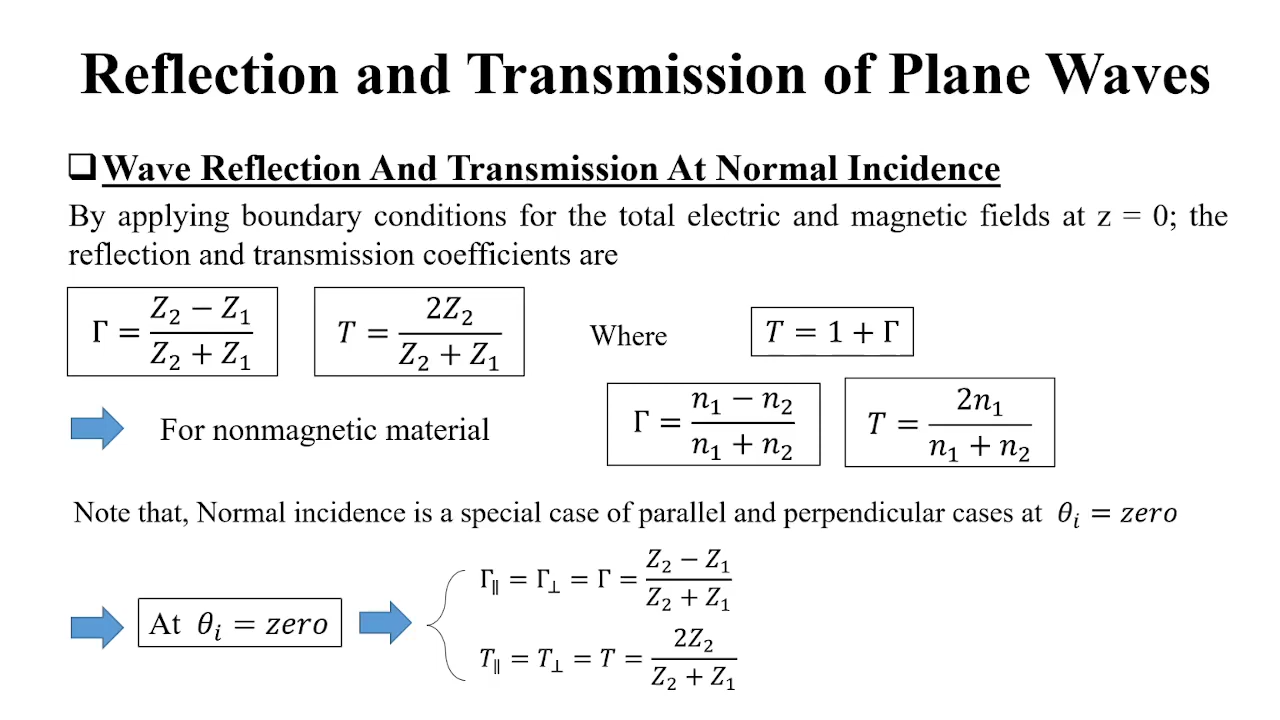 Reflection and Transmission of Plane Waves
❑Wave Reflection And Transmission At Normal Incidence
By applying boundary conditions for the total electric and magnetic fields at z = 0; the
reflection and transmission coefficients are
Γ = (Z₂ − Z₁)/(Z₂ + Z₁) T = 2Z₂/(Z₂ + Z₁) Where T = 1 + Γ
For nonmagnetic material Γ = (n₁ − n₂)/(n₁ + n₂) T = 2n₁/(n₁ + n₂)
Note that, Normal incidence is a special case of parallel and perpendicular cases at θᵢ = zero
At θᵢ = zero
Γ∥ = Γ⊥ = Γ = (Z₂ − Z₁)/(Z₂ + Z₁)
T∥ = T⊥ = T = 2Z₂/(Z₂ + Z₁)